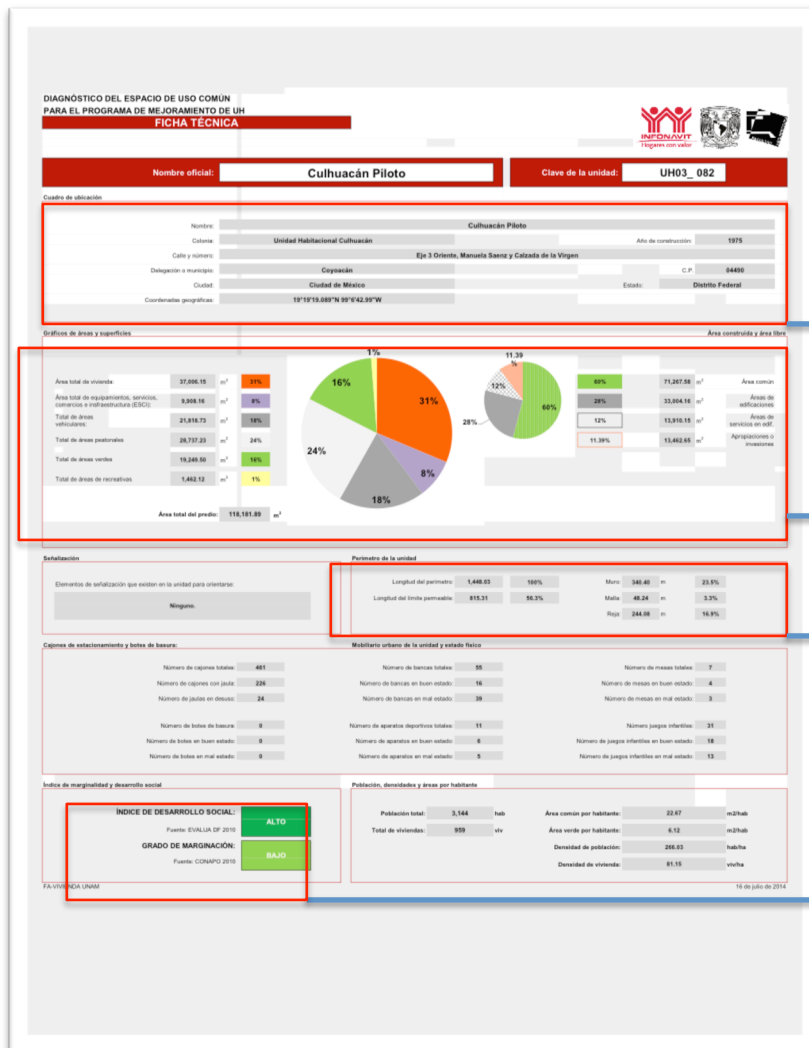 DIAGNÓSTICO DEL ESPACIO DE USO COMÚN
PARA EL PROGRAMA DE MEJORAMIENTO DE UH
FICHA TÉCNICA
INFONAVIT
Hogares con valor
Nombre oficial: Culhuacán Piloto Clave de la unidad: UH03_ 082
Cuadro de ubicación
Nombre: Culhuacán Piloto
Colonia: Unidad Habitacional Culhuacán Año de construcción: 1975
Calle y número: Eje 3 Oriente, Manuela Saenz y Calzada de la Virgen
Delegación o municipio: Coyoacán C.P. 04490
Ciudad: Ciudad de México Estado: Distrito Federal
Coordenadas geográficas: 19°19'19.089"N 99°6'42.99"W
Gráficos de áreas y superficies Área construida y área libre
Área total de vivienda: 37,006.15 m² 31%
Área total de equipamientos, servicios, comercios e insfraestructura (ESCI): 9,908.16 m² 8%
Total de áreas vehiculares: 21,818.73 m² 18%
Total de áreas peatonales 28,737.23 m² 24%
Total de áreas verdes 19,249.50 m² 16%
Total de áreas de recreativas 1,462.12 m² 1%
Área total del predio: 118,181.89 m²
1%
16%
31%
24%
8%
18%
11.39
%
12%
28%
60%
60% 71,267.58 m² Área común
28% 33,004.16 m² Áreas de edificaciones
12% 13,910.15 m² Áreas de servicios en edif.
11.39% 13,462.65 m² Apropiaciones o invasiones
Señalización
Elementos de señalización que existen en la unidad para orientarse:
Ninguno.
Perímetro de la unidad
Longitud del perímetro: 1,448.03 100% Muro: 340.40 m 23.5%
Longitud del límite permeable: 815.31 56.3% Malla: 48.24 m 3.3%
Reja: 244.08 m 16.9%
Cajones de estacionamiento y botes de basura:
Número de cajones totales: 461
Número de cajones con jaula: 226
Número de jaulas en desuso: 24
Número de botes de basura: 0
Número de botes en buen estado: 0
Número de botes en mal estado: 0
Mobiliario urbano de la unidad y estado físico
Número de bancas totales: 55 Número de mesas totales: 7
Número de bancas en buen estado: 16 Número de mesas en buen estado: 4
Número de bancas en mal estado: 39 Número de mesas en mal estado: 3
Número de aparatos deportivos totales: 11 Número juegos infantiles: 31
Número de aparatos en buen estado: 6 Número de juegos infantiles en buen estado: 18
Número de aparatos en mal estado: 5 Número de juegos infantiles en mal estado: 13
Índice de marginalidad y desarrollo social
ÍNDICE DE DESARROLLO SOCIAL: ALTO
Fuente: EVALUA DF 2010
GRADO DE MARGINACIÓN: BAJO
Fuente: CONAPO 2010
Población, densidades y áreas por habitante
Población total: 3,144 hab Área común por habitante: 22.67 m2/hab
Total de viviendas: 959 viv Área verde por habitante: 6.12 m2/hab
Densidad de población: 266.03 hab/ha
Densidad de vivienda: 81.15 viv/ha
FA-VIVIENDA UNAM 16 de julio de 2014